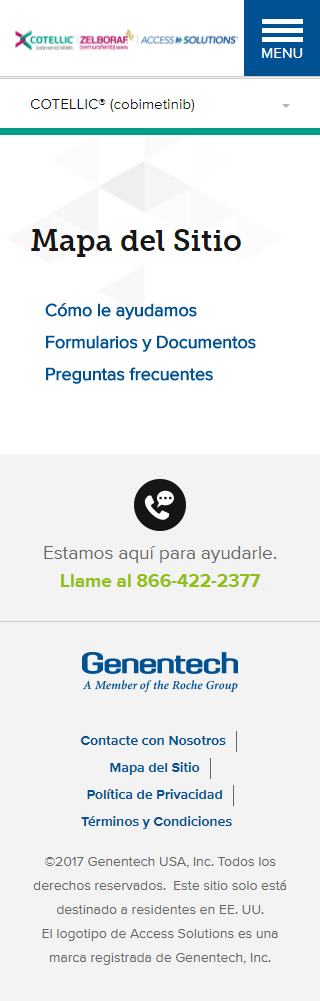 COTELLIC
(cobimetinib) tablets
ZELBORAF
(vemurafenib) tablets
ACCESS SOLUTIONS
MENU
COTELLIC® (cobimetinib)
Mapa del Sitio
Cómo le ayudamos
Formularios y Documentos
Preguntas frecuentes
Estamos aquí para ayudarle.
Llame al 866-422-2377
Genentech
A Member of the Roche Group
Contacte con Nosotros
Mapa del Sitio
Política de Privacidad
Términos y Condiciones
©2017 Genentech USA, Inc. Todos los
derechos reservados. Este sitio solo está
destinado a residentes en EE. UU.
El logotipo de Access Solutions es una
marca registrada de Genentech, Inc.